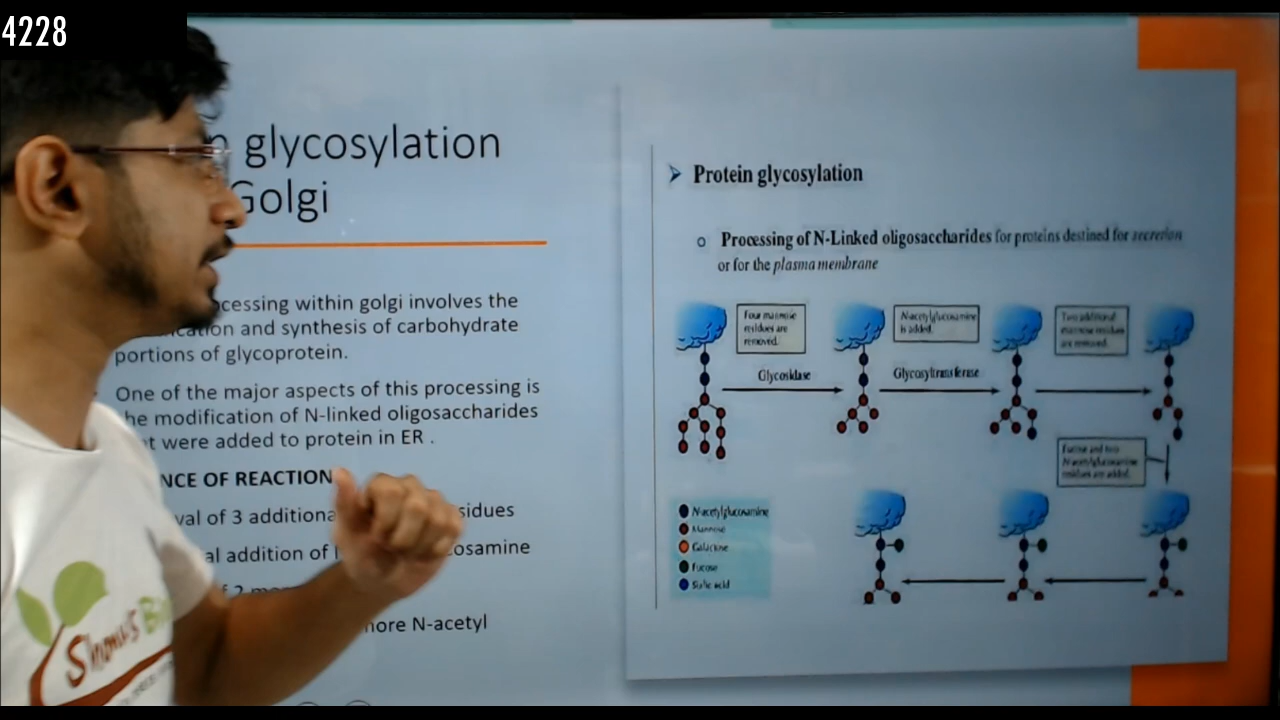 4228
glycosylation
Golgi
cessing within golgi involves the
and synthesis of carbohydrate
portions of glycoprotein.
One of the major aspects of this processing is
he modification of N-linked oligosaccharides
were added to protein in ER .
NCE OF REACTION
val of 3 additiona sidues
al addition of osamine
nore N-acetyl
Protein glycosylation
Processing of N-Linked oligosaccharides for proteins destined for secretion
or for the plasma membrane
Four mannose
residues are
removed.
N-acetylglucosamine
is added.
Two additional
mannose residues
are removed.
Glycosidase
Glycosyltransferase
Fucose and two
N-acetylglucosamine
residues are added.
N-acetylglucosamine
Mannose
Galactose
Fucose
Sialic acid
Shomu's